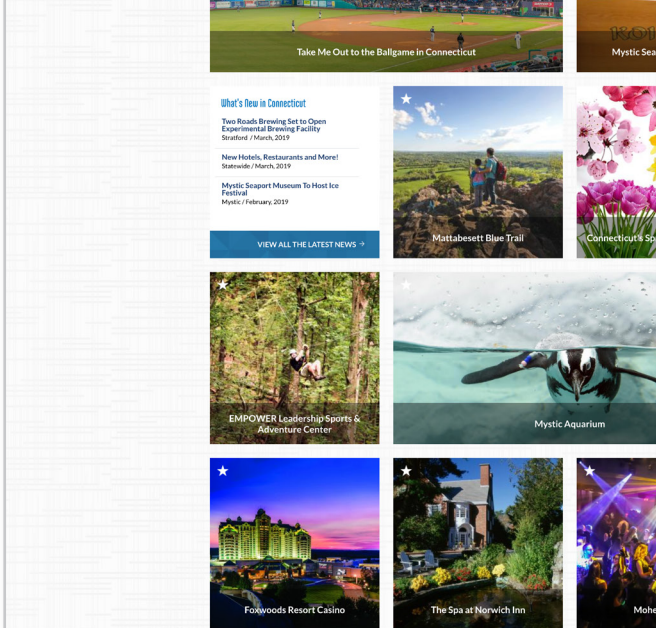 Take Me Out to the Ballgame in Connecticut
Mystic Sea
What's New in Connecticut
Two Roads Brewing Set to Open
Experimental Brewing Facility
Stratford / March, 2019
New Hotels, Restaurants and More!
Statewide / March, 2019
Mystic Seaport Museum To Host Ice
Festival
Mystic / February, 2019
VIEW ALL THE LATEST NEWS →
Mattabesett Blue Trail
Connecticut's Sp
EMPOWER Leadership Sports &
Adventure Center
Mystic Aquarium
Foxwoods Resort Casino
The Spa at Norwich Inn
Mohe